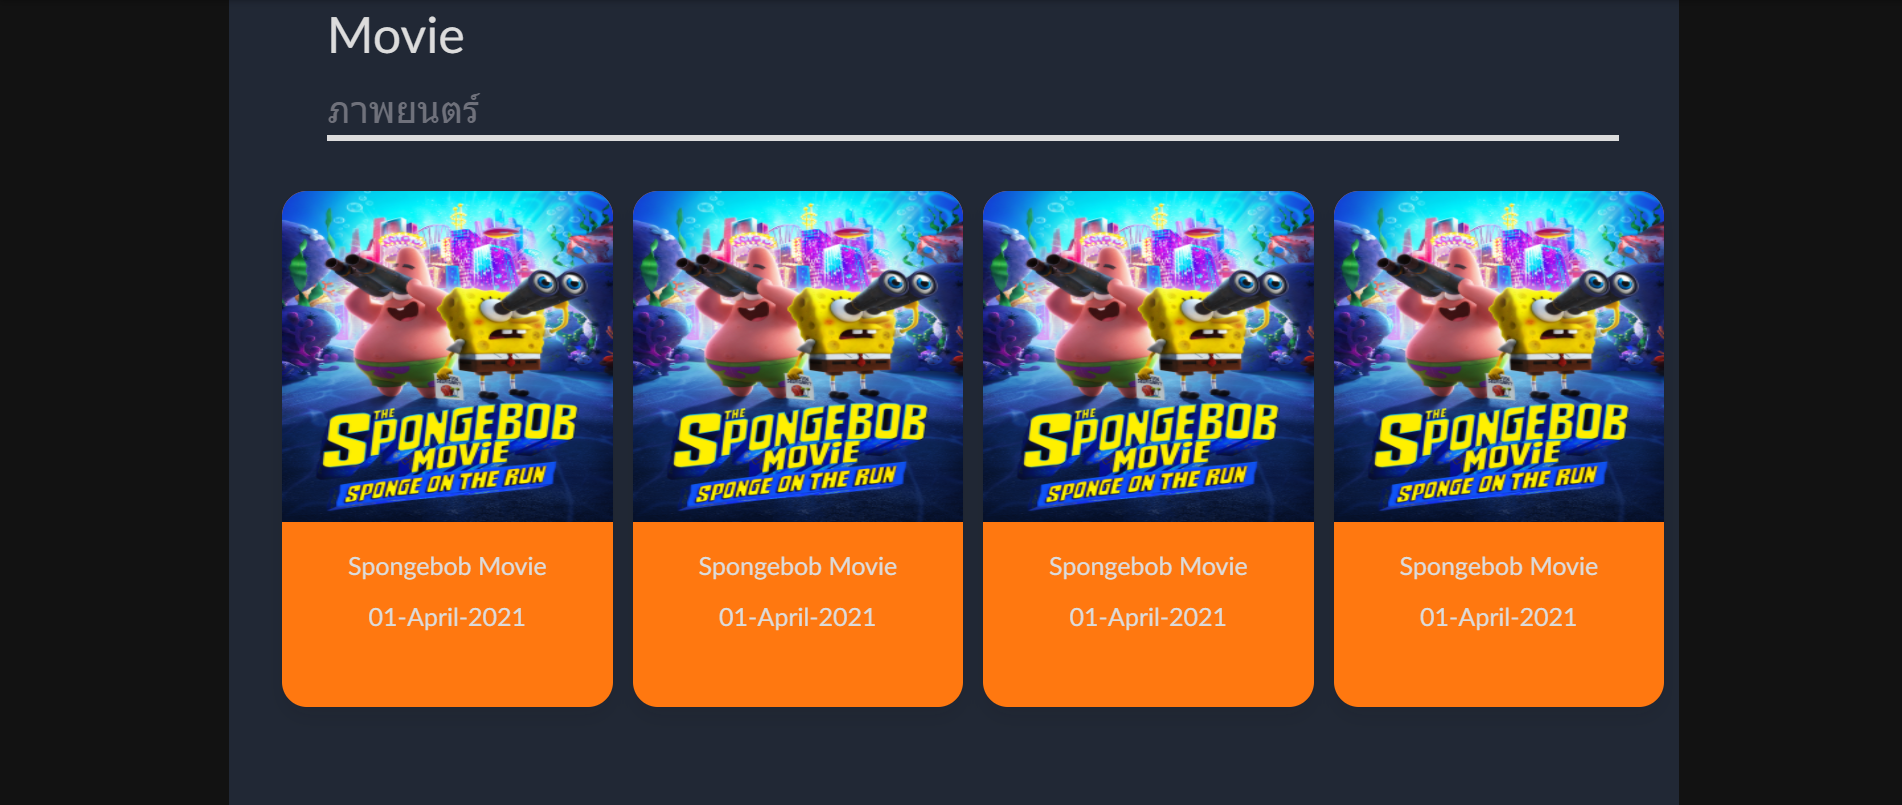 Movie
ภาพยนตร์
THE
SPONGEBOB
MOVIE
SPONGE ON THE RUN
Spongebob Movie
01-April-2021
THE
SPONGEBOB
MOVIE
SPONGE ON THE RUN
Spongebob Movie
01-April-2021
THE
SPONGEBOB
MOVIE
SPONGE ON THE RUN
Spongebob Movie
01-April-2021
THE
SPONGEBOB
MOVIE
SPONGE ON THE RUN
Spongebob Movie
01-April-2021